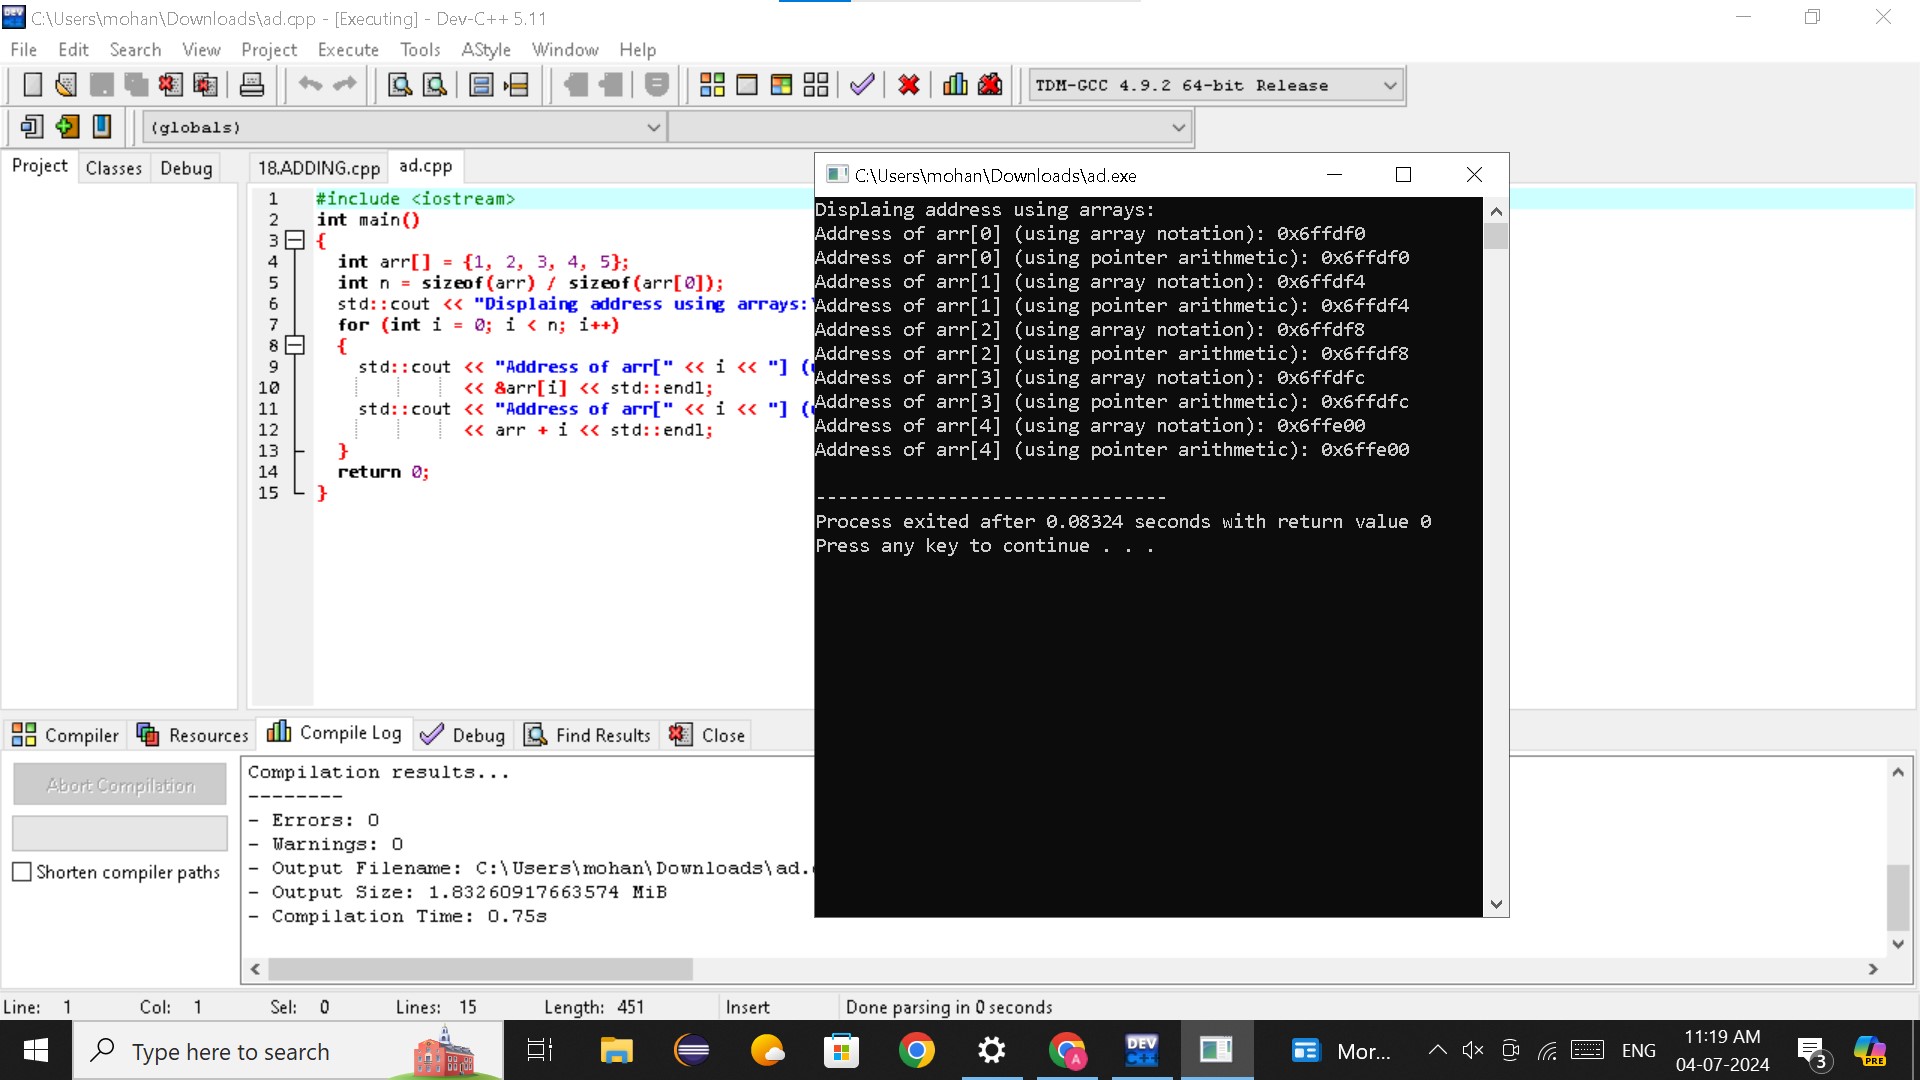 C:\Users\mohan\Downloads\ad.cpp - [Executing] - Dev-C++ 5.11
File Edit Search View Project Execute Tools AStyle Window Help
TDM-GCC 4.9.2 64-bit Release
(globals)
Project Classes Debug 18.ADDING.cpp ad.cpp
1 #include <iostream>
2 int main()
3 {
4 int arr[] = {1, 2, 3, 4, 5};
5 int n = sizeof(arr) / sizeof(arr[0]);
6 std::cout << "Displaing address using arrays:
7 for (int i = 0; i < n; i++)
8 {
9 std::cout << "Address of arr[" << i << "] (
10 << &arr[i] << std::endl;
11 std::cout << "Address of arr[" << i << "] (
12 << arr + i << std::endl;
13 }
14 return 0;
15 }
C:\Users\mohan\Downloads\ad.exe
Displaing address using arrays:
Address of arr[0] (using array notation): 0x6ffdf0
Address of arr[0] (using pointer arithmetic): 0x6ffdf0
Address of arr[1] (using array notation): 0x6ffdf4
Address of arr[1] (using pointer arithmetic): 0x6ffdf4
Address of arr[2] (using array notation): 0x6ffdf8
Address of arr[2] (using pointer arithmetic): 0x6ffdf8
Address of arr[3] (using array notation): 0x6ffdfc
Address of arr[3] (using pointer arithmetic): 0x6ffdfc
Address of arr[4] (using array notation): 0x6ffe00
Address of arr[4] (using pointer arithmetic): 0x6ffe00
--------------------------------
Process exited after 0.08324 seconds with return value 0
Press any key to continue . . .
Compiler Resources Compile Log Debug Find Results Close
Abort Compilation
Shorten compiler paths
Compilation results...
--------
- Errors: 0
- Warnings: 0
- Output Filename: C:\Users\mohan\Downloads\ad.
- Output Size: 1.83260917663574 MiB
- Compilation Time: 0.75s
Line: 1 Col: 1 Sel: 0 Lines: 15 Length: 451 Insert Done parsing in 0 seconds
Type here to search
DEV
Mor...
ENG
11:19 AM
04-07-2024
3
PRE